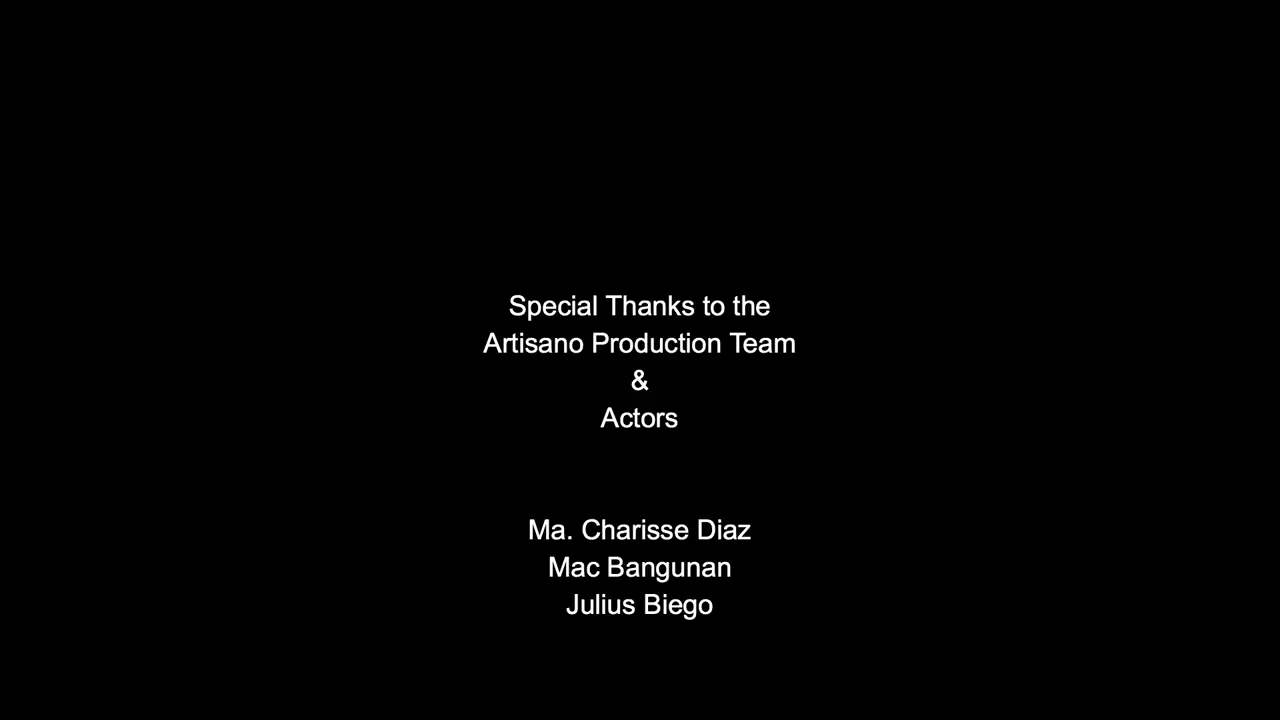 Special Thanks to the
Artisano Production Team
&
Actors
Ma. Charisse Diaz
Mac Bangunan
Julius Biego